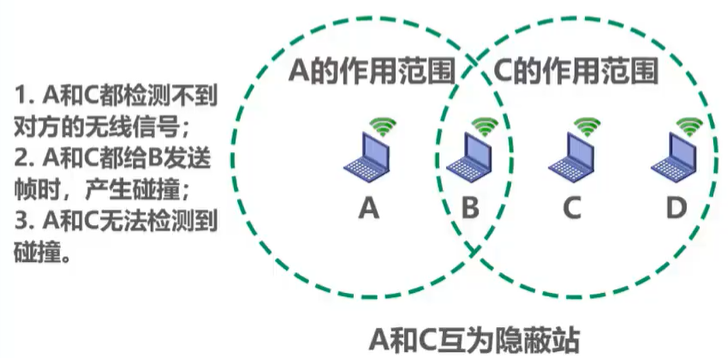 A的作用范围
C的作用范围
1. A和C都检测不到
对方的无线信号；
2. A和C都给B发送
帧时，产生碰撞；
3. A和C无法检测到
碰撞。
A
B
C
D
A和C互为隐蔽站